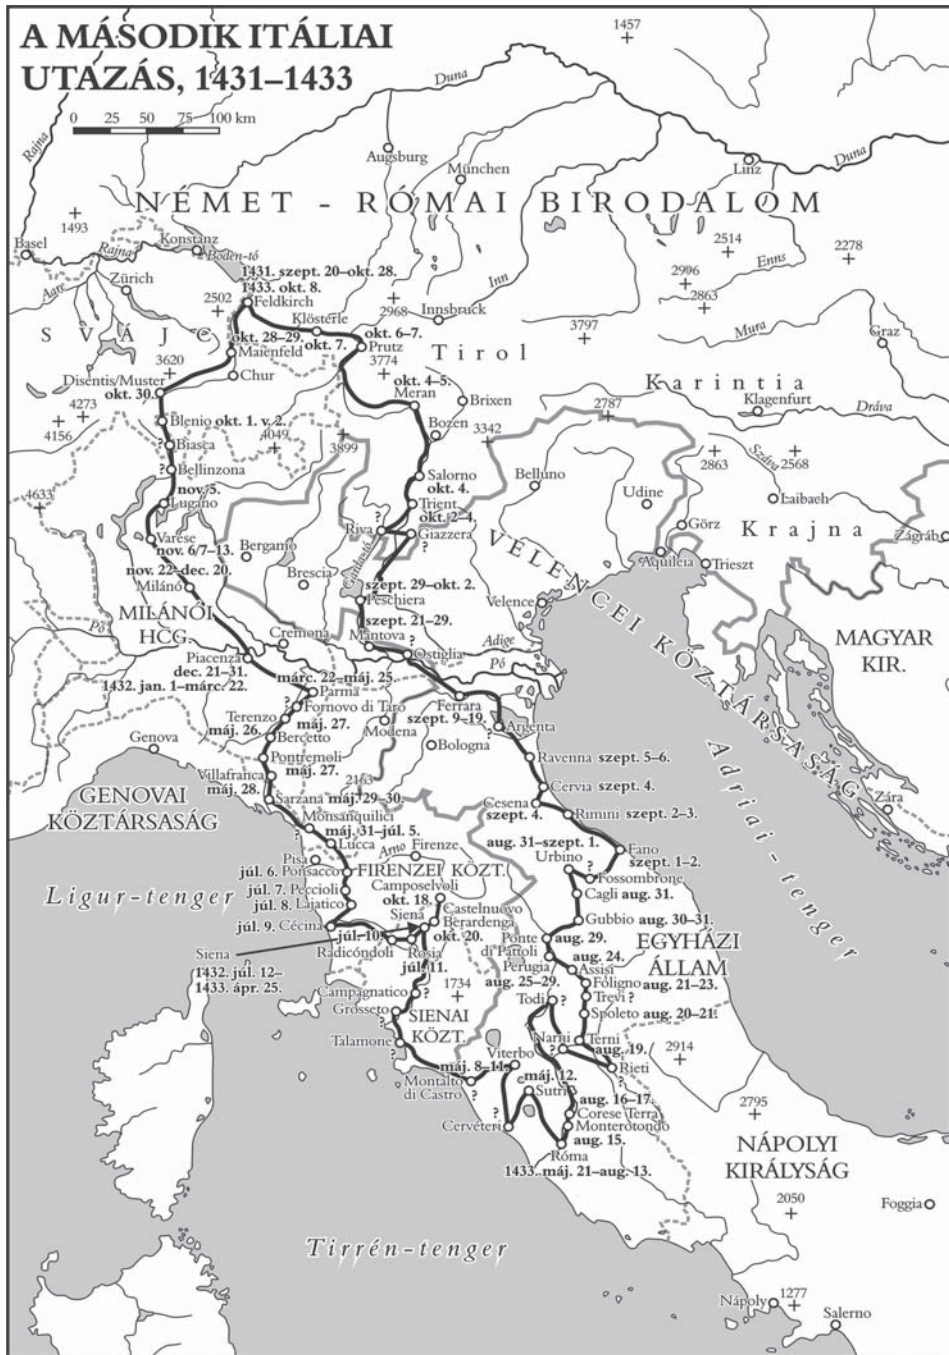 A MÁSODIK ITÁLIAI
UTAZÁS, 1431–1433
0 25 50 75 100 km
1457
Duna
Rajna
Augsburg
München
Linz
Duna
NÉMET - RÓMAI BIRODALOM
1493
Basel
Rajna
Konstanz
Boden-tó
Aare
Zürich
2514
Enns
2278
2996
2863
1431. szept. 20–okt. 28.
1433. okt. 8.
Feldkirch
2502
2968
Inn
Innsbruck
Klösterle
okt. 7.
okt. 6–7.
Prutz
3797
Mura
Graz
SVÁJC
okt. 28–29.
Maienfeld
Tirol
3620
Chur
3774
Disentis/Muster
okt. 30.
okt. 4–5.
Meran
Brixen
Karintia
Klagenfurt
Dráva
4273
4156
Blenio okt. 1. v. 2.
4049
3899
Bozen
3342
2787
? Biasca
? Bellinzona
2863
Száva
2568
Salorno
okt. 4.
Belluno
Udine
Laibach
nov. 5.
Lugano
4633
Trient
okt. 2–4.
Görz
Krajna
Zágráb
Varese
nov. 6/7–13.
Riva
?
Giazzera
?
Bergamo
Aquileia
Trieszt
nov. 22–dec. 20.
Milánó
Brescia
Garda-tó
szept. 29–okt. 2.
Peschiera
Velence
VELENCEI KÖZTÁRSASÁG
MILÁNÓI
HCG.
szept. 21–29.
Mantova
?
Ostiglia
Adige
Pó
Pó
Cremona
MAGYAR
KIR.
Piacenza
dec. 21–31.
1432. jan. 1–márc. 22.
márc. 22–máj. 25.
Parma
?
Fornovo di Taro
máj. 27.
Modena
Ferrara
szept. 9–19.
Argenta
Terenzo
máj. 26.
Bercetto
Bologna
Genova
Pontremoli
máj. 27.
Ravenna szept. 5–6.
Adriai-tenger
Villafranca
máj. 28.
2163
Cervia szept. 4.
Zára
GENOVAI
KÖZTÁRSASÁG
Sarzana máj. 29–30.
Cesena
szept. 4.
Rimini szept. 2–3.
Monsanquilici
?
máj. 31–júl. 5.
Lucca
Arno
Firenze
aug. 31–szept. 1.
Urbino
Fano
szept. 1–2.
Pisa
júl. 6. Ponsacco
FIRENZEI KÖZT.
?
Fossombrone
Ligur-tenger
júl. 7. Peccioli
Camposelvoli
okt. 18.
Cagli aug. 31.
júl. 8. Lajatico
Castelnuovo
Berardenga
okt. 20.
Siena
Gubbio aug. 30–31.
júl. 9. Cécina
júl. 10.
Radicóndoli
Rosia
júl. 11.
Ponte
di Pattoli
aug. 29.
EGYHÁZI
ÁLLAM
Siena
1432. júl. 12–
1433. ápr. 25.
Perugia
aug. 25–29.
aug. 24.
Assisi
Foligno
aug. 21–23.
Campagnatico ?
1734
Todi ?
Trevi ?
Spoleto aug. 20–21.
Grosseto
?
SIENAI
KÖZT.
Talamone
?
Narni
?
Terni
aug. 19.
2914
Rieti
?
máj. 8–11.
Viterbo
Montalto
di Castro
?
máj. 12.
Sutri
aug. 16–17.
Corese Terra
2795
?
Cervéteri
Monterotondo
aug. 15.
Róma
1433. máj. 21–aug. 13.
NÁPOLYI
KIRÁLYSÁG
2050
Foggia
Tirrén-tenger
Nápoly
1277
Salerno